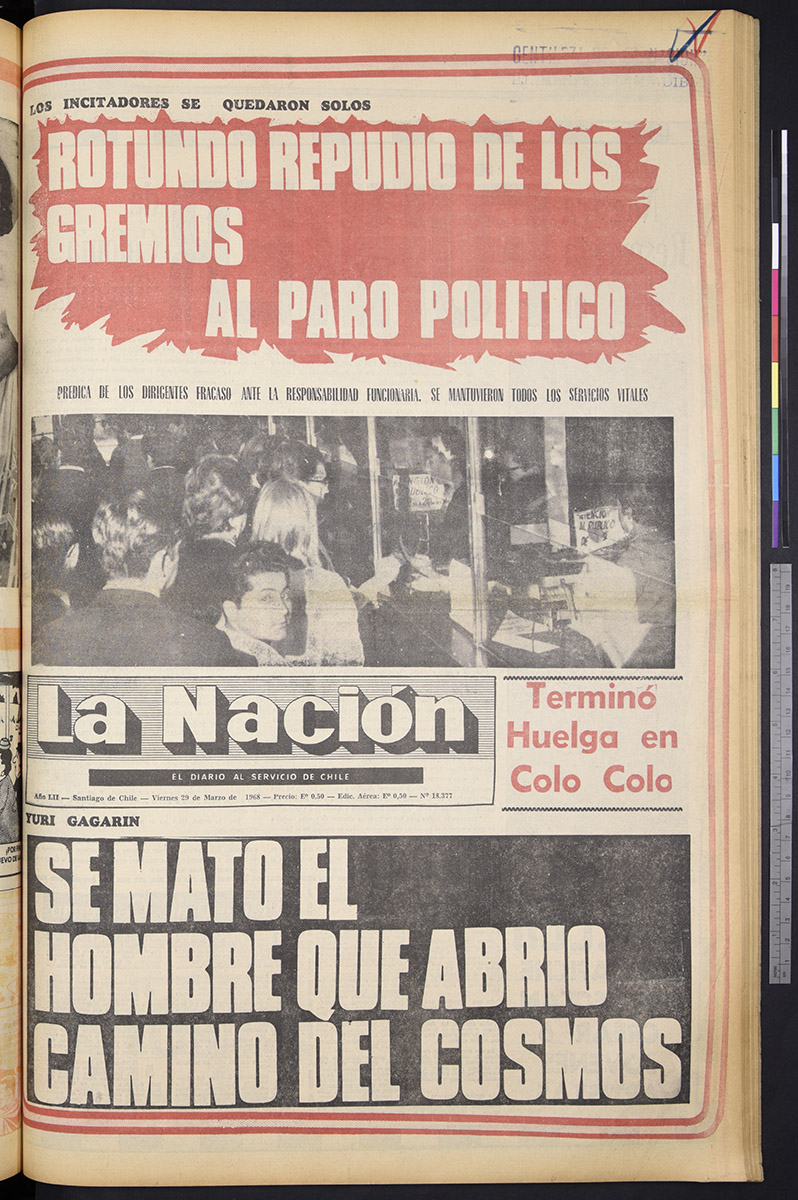 LOS INCITADORES SE QUEDARON SOLOS
ROTUNDO REPUDIO DE LOS
GREMIOS
AL PARO POLITICO
PREDICA DE LOS DIRIGENTES FRACASO ANTE LA RESPONSABILIDAD FUNCIONARIA. SE MANTUVIERON TODOS LOS SERVICIOS VITALES
AL PUBLICO
DE
La Nación
EL DIARIO AL SERVICIO DE CHILE
Año LII — Santiago de Chile — Viernes 29 de Marzo de 1968 — Precio: Eº 0,50 — Edic. Aérea: Eº 0,50 — Nº 18.377
Terminó
Huelga en
Colo Colo
YURI GAGARIN
SE MATO EL
HOMBRE QUE ABRIO
CAMINO DEL COSMOS